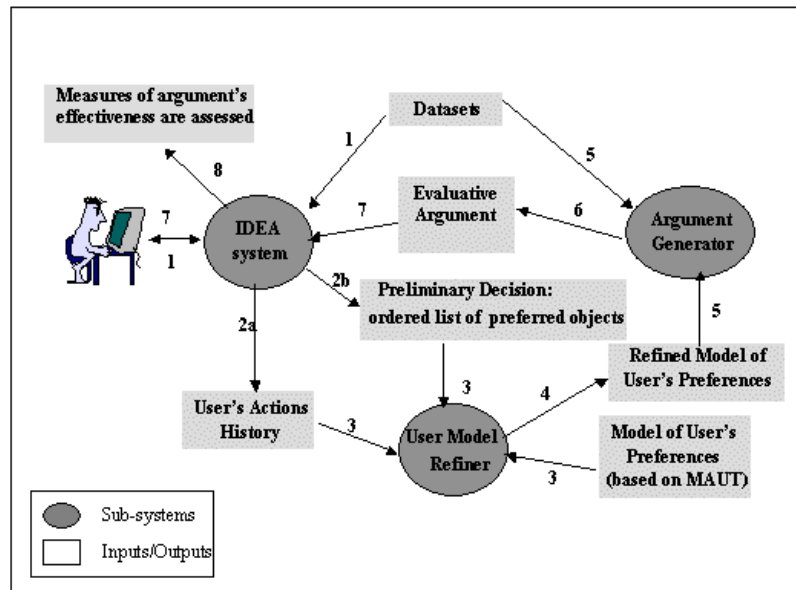 Measures of argument's
effectiveness are assessed
Datasets
1
5
8
Evaluative
Argument
7
6
Argument
Generator
7
1
IDEA
system
2b
Preliminary Decision:
ordered list of preferred objects
5
2a
Refined Model of
User's Preferences
3
4
User's Actions
History
3
User Model
Refiner
Model of User's
Preferences
(based on MAUT)
3
Sub-systems
Inputs/Outputs